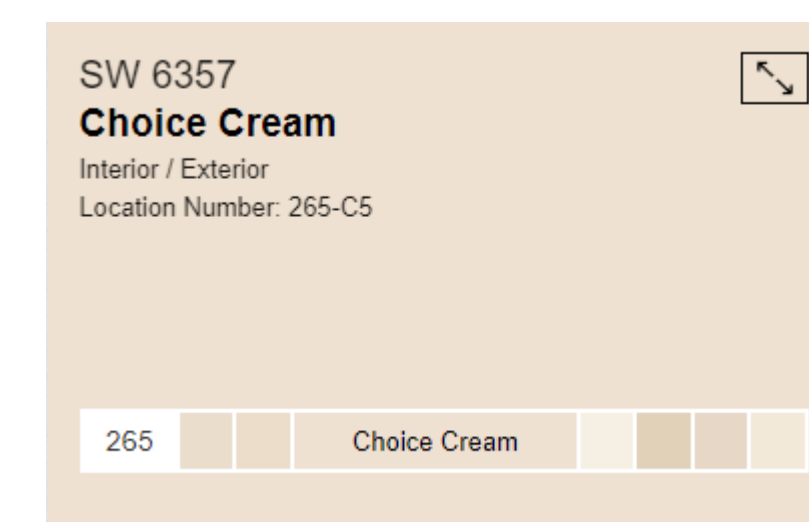 SW 6357
Choice Cream
Interior / Exterior
Location Number: 265-C5
265 Choice Cream